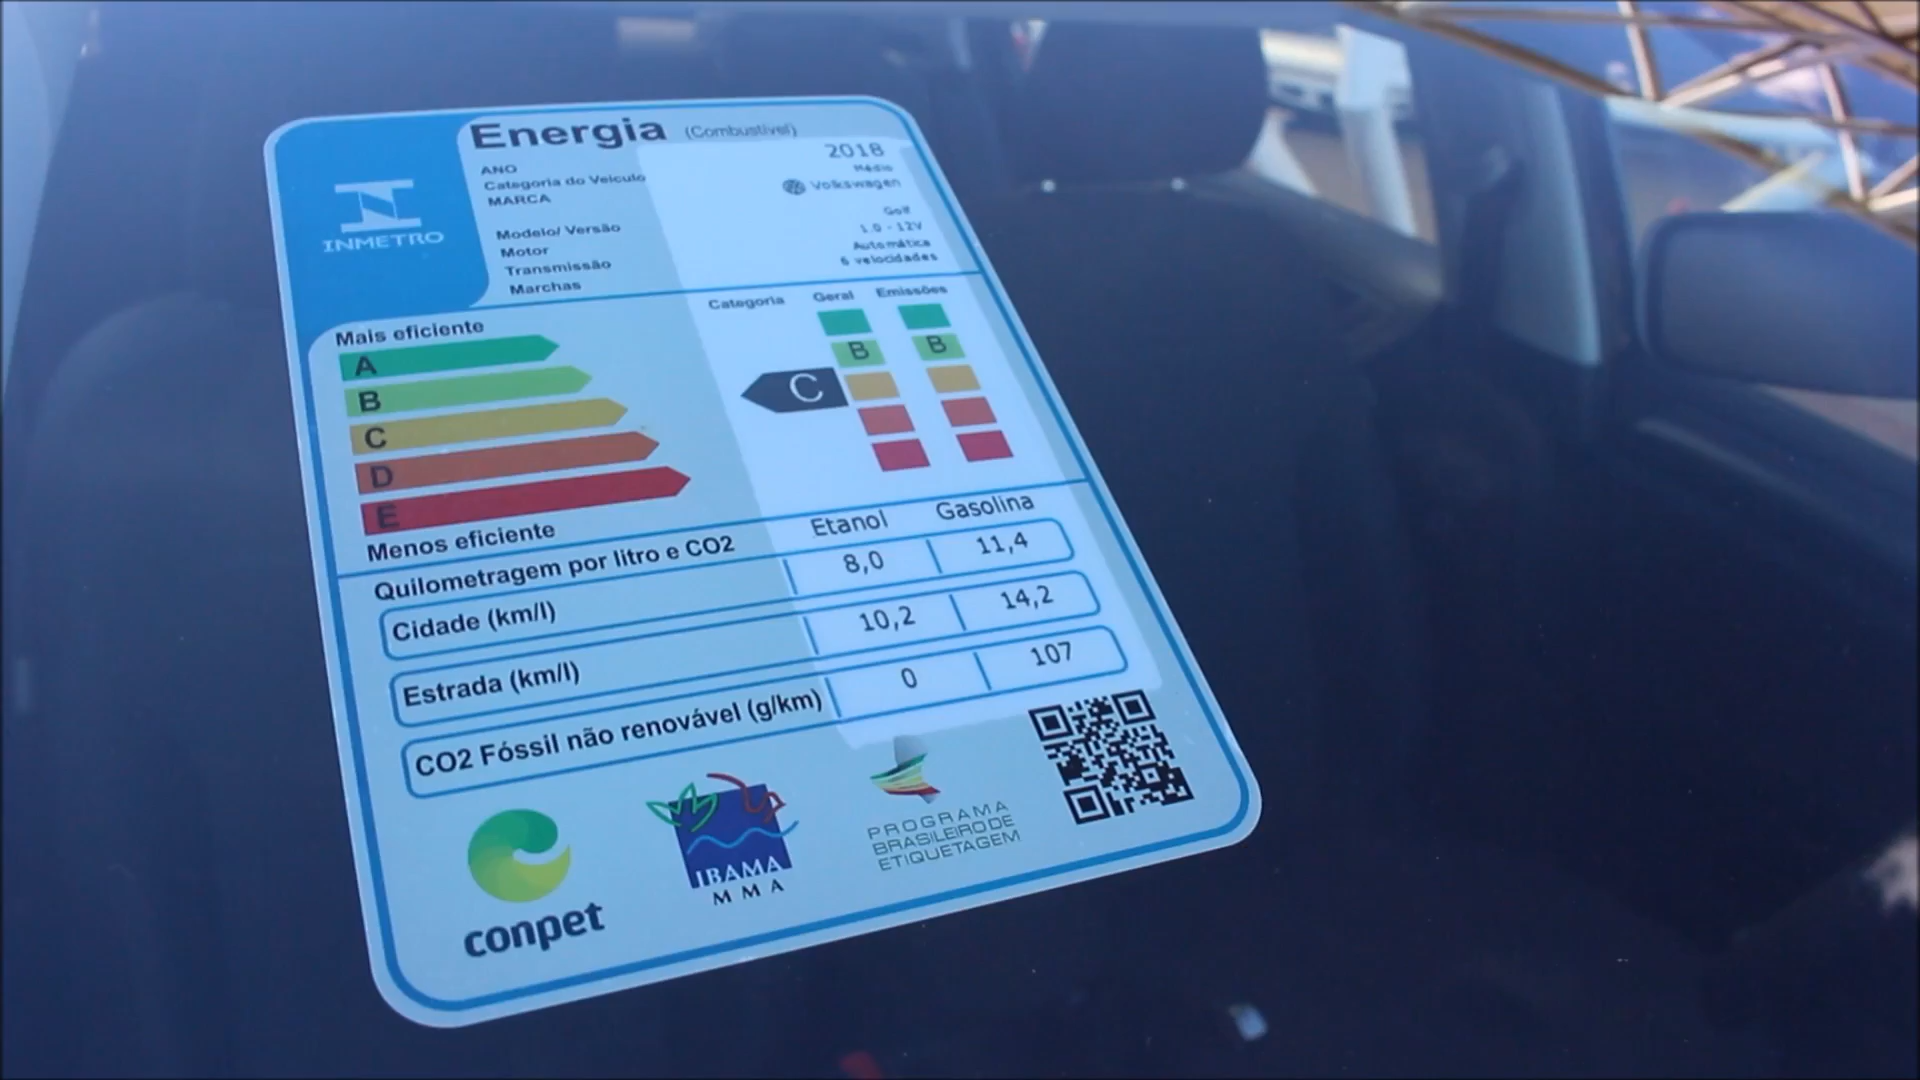 Energia (Combustível)
INMETRO
ANO 2018
Categoria do Veículo Médio
MARCA Volkswagen
Modelo/ Versão Golf
Motor 1.0 - 12V
Transmissão Automática
Marchas 6 velocidades
Categoria Geral Emissões
Mais eficiente
A
B B B
C C
D
E
Menos eficiente
Quilometragem por litro e CO2 Etanol Gasolina
Cidade (km/l) 8,0 11,4
Estrada (km/l) 10,2 14,2
CO2 Fóssil não renovável (g/km) 0 107
conpet
IBAMA
MMA
PROGRAMA
BRASILEIRO DE
ETIQUETAGEM